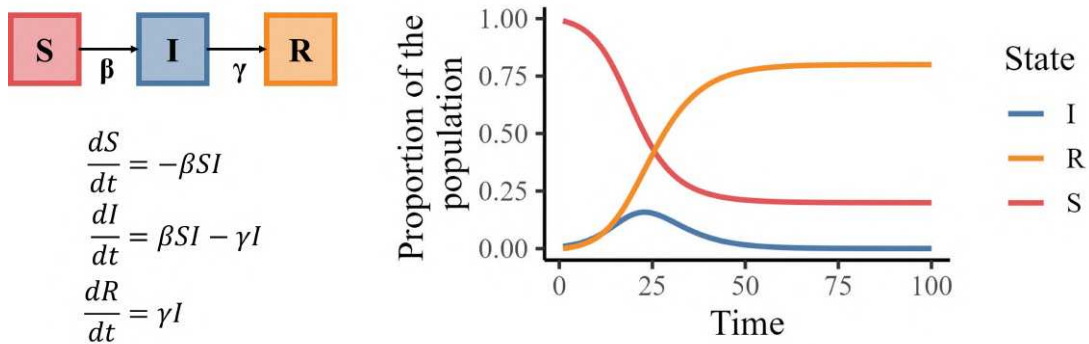 S I R
β γ
dS/dt = −βSI
dI/dt = βSI − γI
dR/dt = γI
Proportion of the
population
1.00
0.75
0.50
0.25
0.00
0 25 50 75 100
Time
State
I
R
S